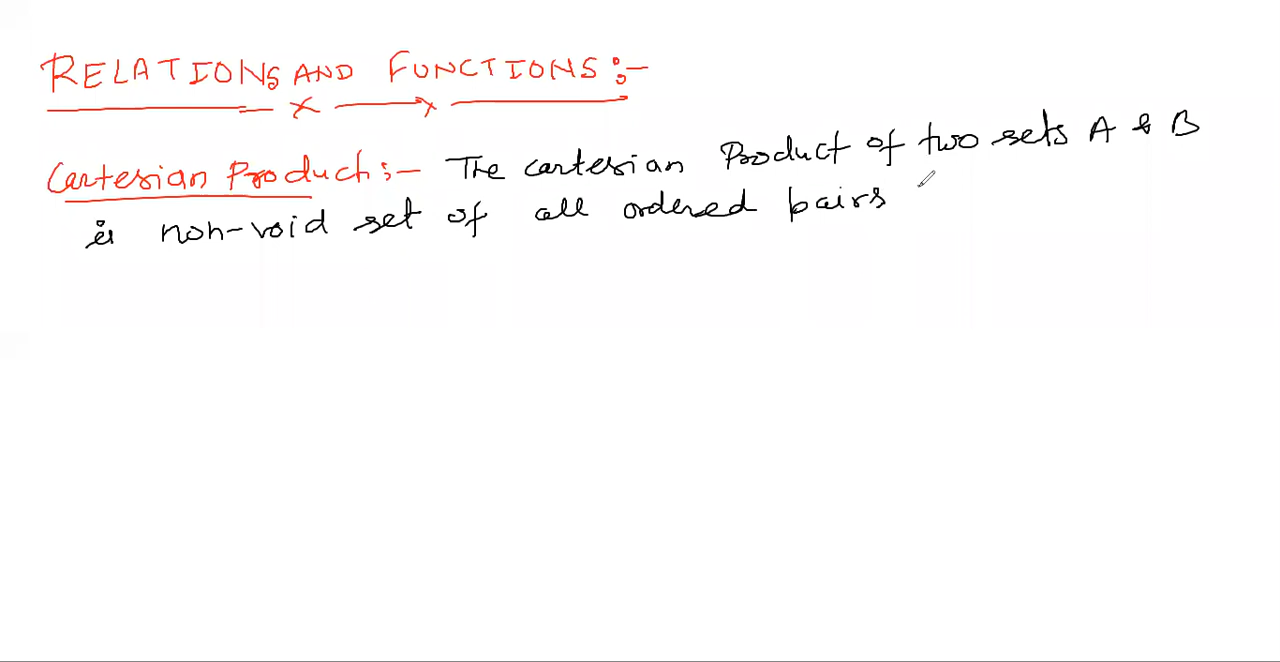 RELATIONS AND FUNCTIONS :-
Cartesian Product :- The cartesian Product of two sets A & B
is non-void set of all ordered pairs